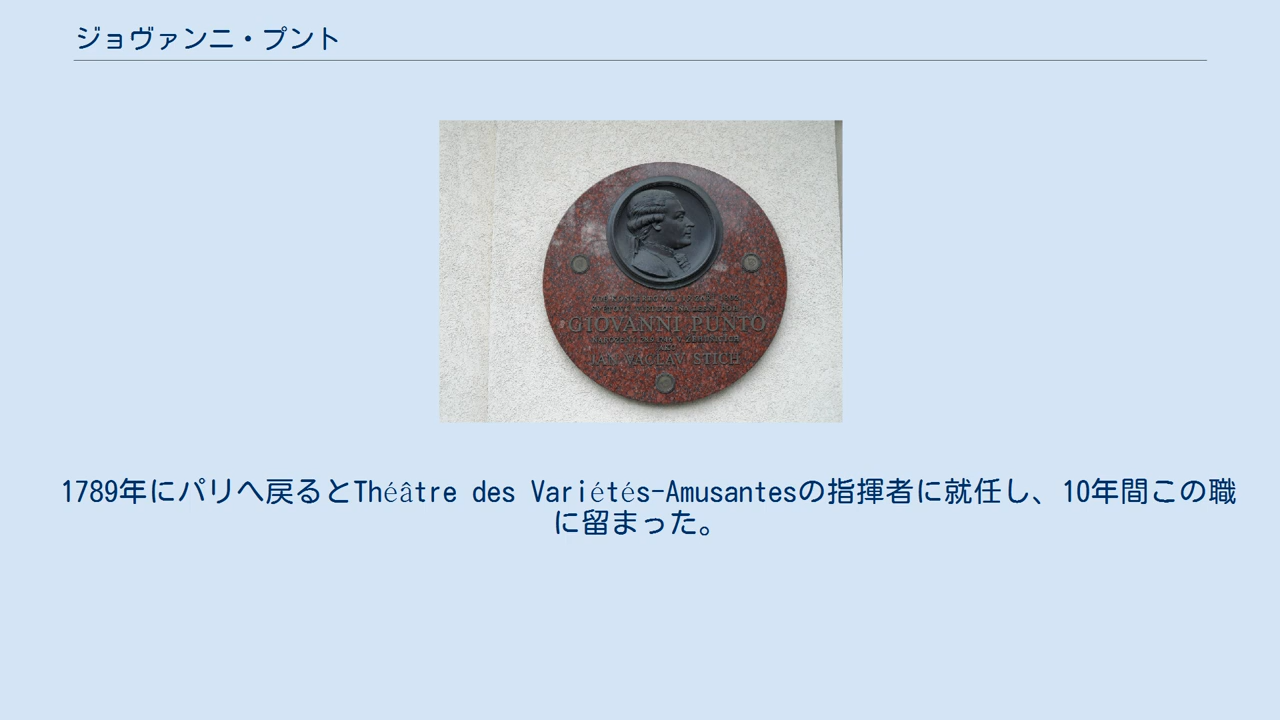 ジョヴァンニ・プント
GIOVANNI PUNTO
JAN VÁCLAV STICH
1789年にパリへ戻るとThéâtre des Variétés-Amusantesの指揮者に就任し、10年間この職
に留まった。